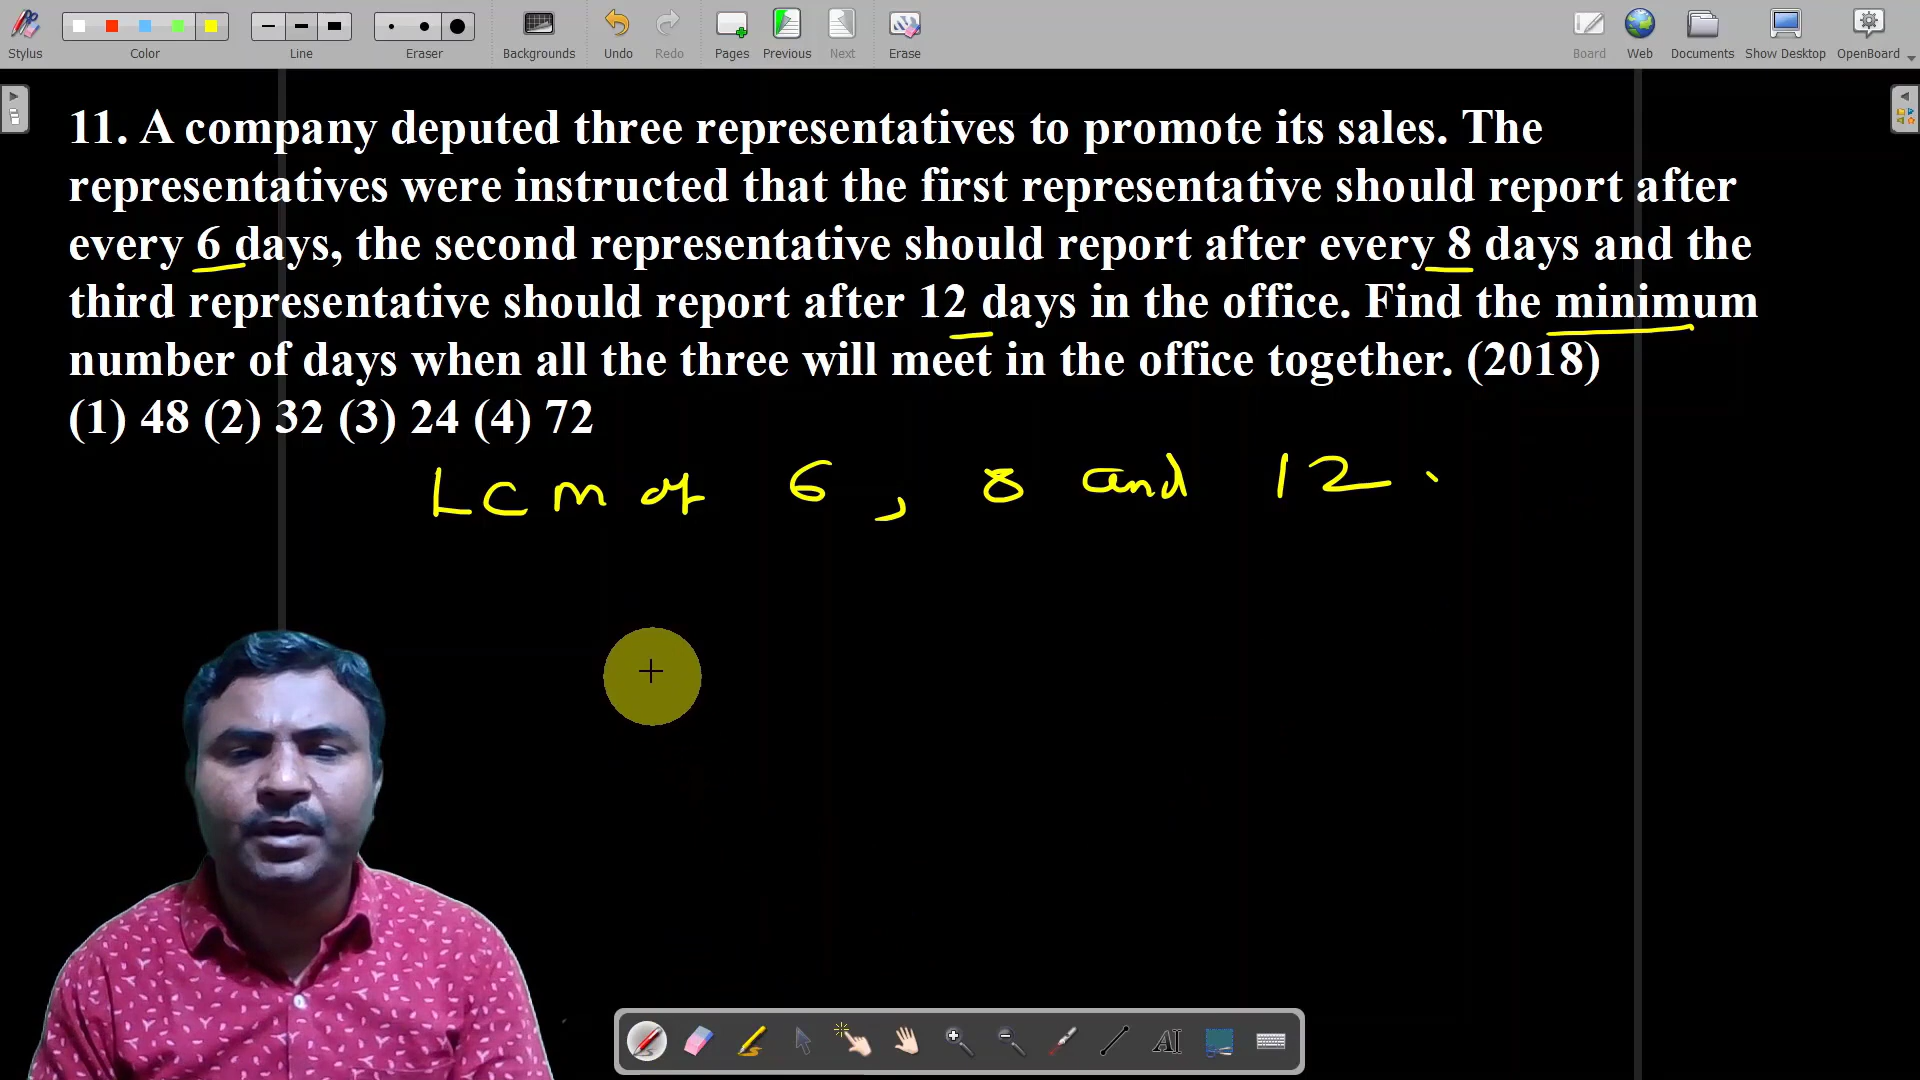 Stylus Color Line Eraser Backgrounds Undo Redo Pages Previous Next Erase Board Web Documents Show Desktop OpenBoard
11. A company deputed three representatives to promote its sales. The
representatives were instructed that the first representative should report after
every 6 days, the second representative should report after every 8 days and the
third representative should report after 12 days in the office. Find the minimum
number of days when all the three will meet in the office together. (2018)
(1) 48 (2) 32 (3) 24 (4) 72
LCM of 6, 8 and 12.
AI